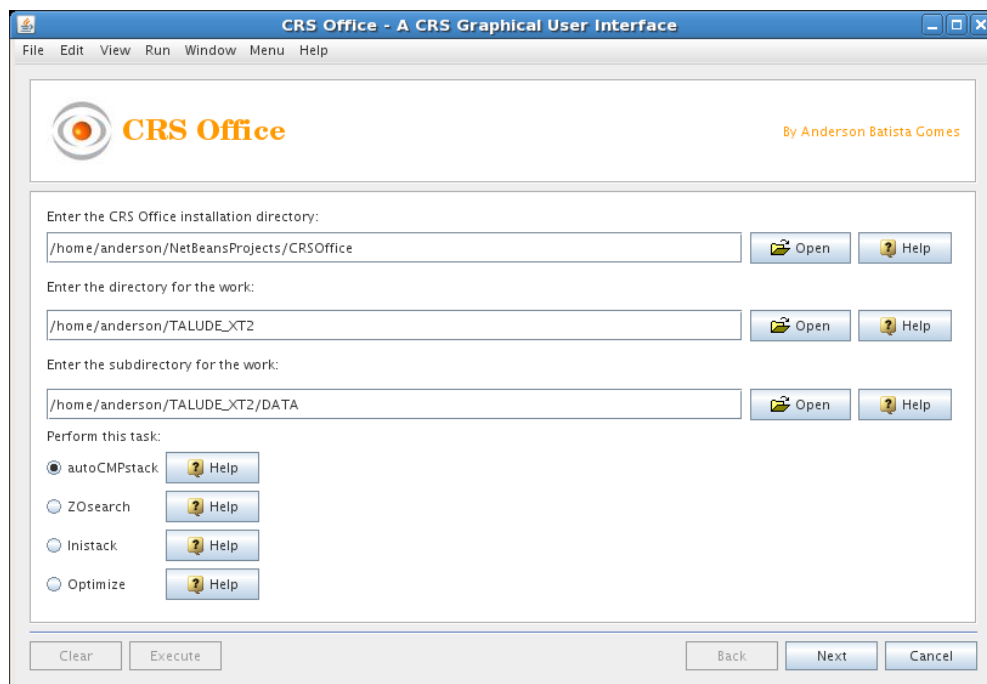 CRS Office - A CRS Graphical User Interface
File Edit View Run Window Menu Help
CRS Office
By Anderson Batista Gomes
Enter the CRS Office installation directory:
/home/anderson/NetBeansProjects/CRSOffice Open Help
Enter the directory for the work:
/home/anderson/TALUDE_XT2 Open Help
Enter the subdirectory for the work:
/home/anderson/TALUDE_XT2/DATA Open Help
Perform this task:
autoCMPstack Help
ZOsearch Help
Inistack Help
Optimize Help
Clear Execute Back Next Cancel